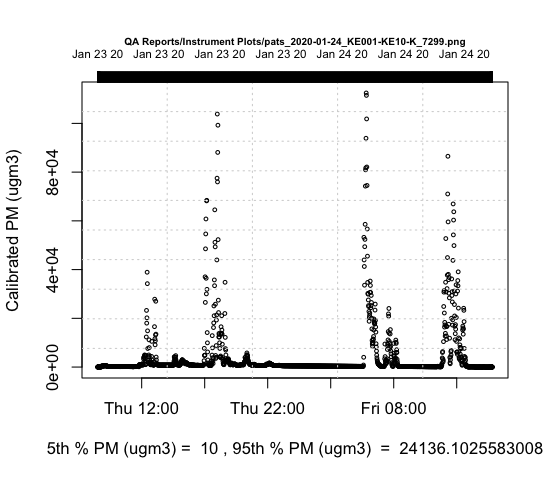 QA Reports/Instrument Plots/pats_2020-01-24_KE001-KE10-K_7299.png
Jan 23 20 Jan 23 20 Jan 23 20 Jan 23 20 Jan 24 20 Jan 24 20 Jan 24 20
Calibrated PM (ugm3)
8e+04
4e+04
0e+00
Thu 12:00 Thu 22:00 Fri 08:00
5th % PM (ugm3) = 10 , 95th % PM (ugm3) = 24136.1025583008